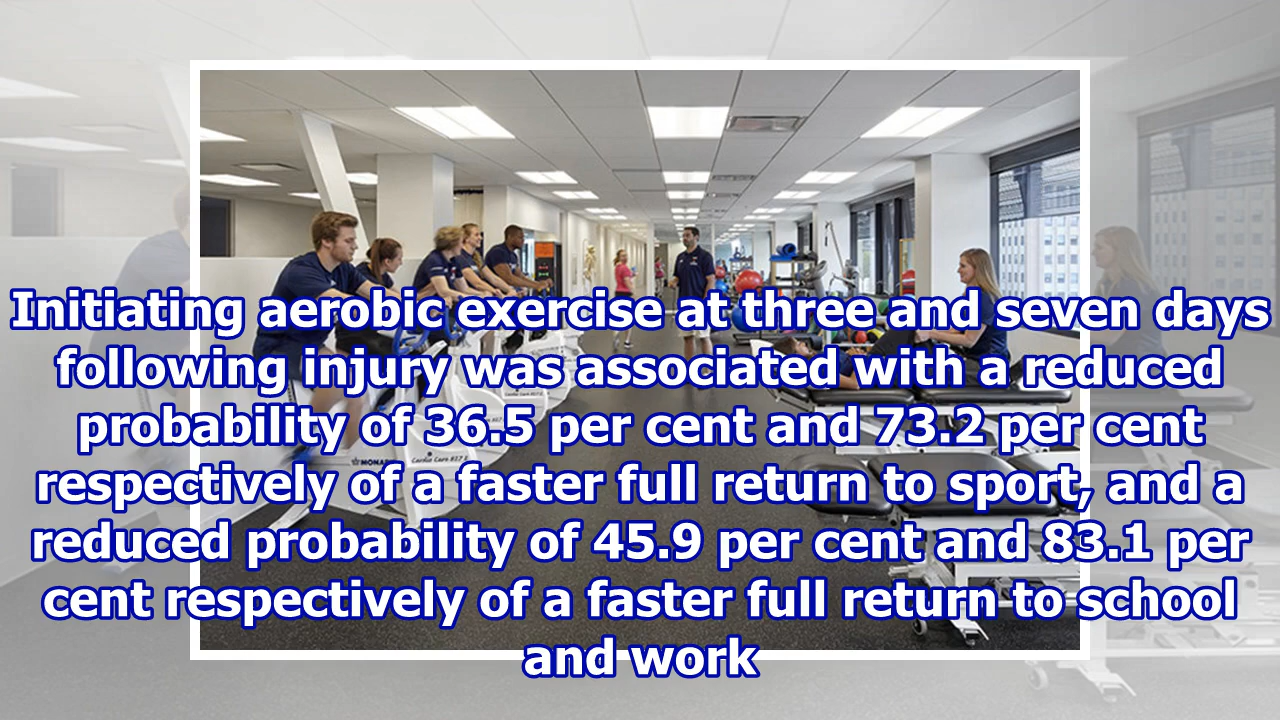 Initiating aerobic exercise at three and seven days
following injury was associated with a reduced
probability of 36.5 per cent and 73.2 per cent
respectively of a faster full return to sport, and a
reduced probability of 45.9 per cent and 83.1 per
cent respectively of a faster full return to school
and work